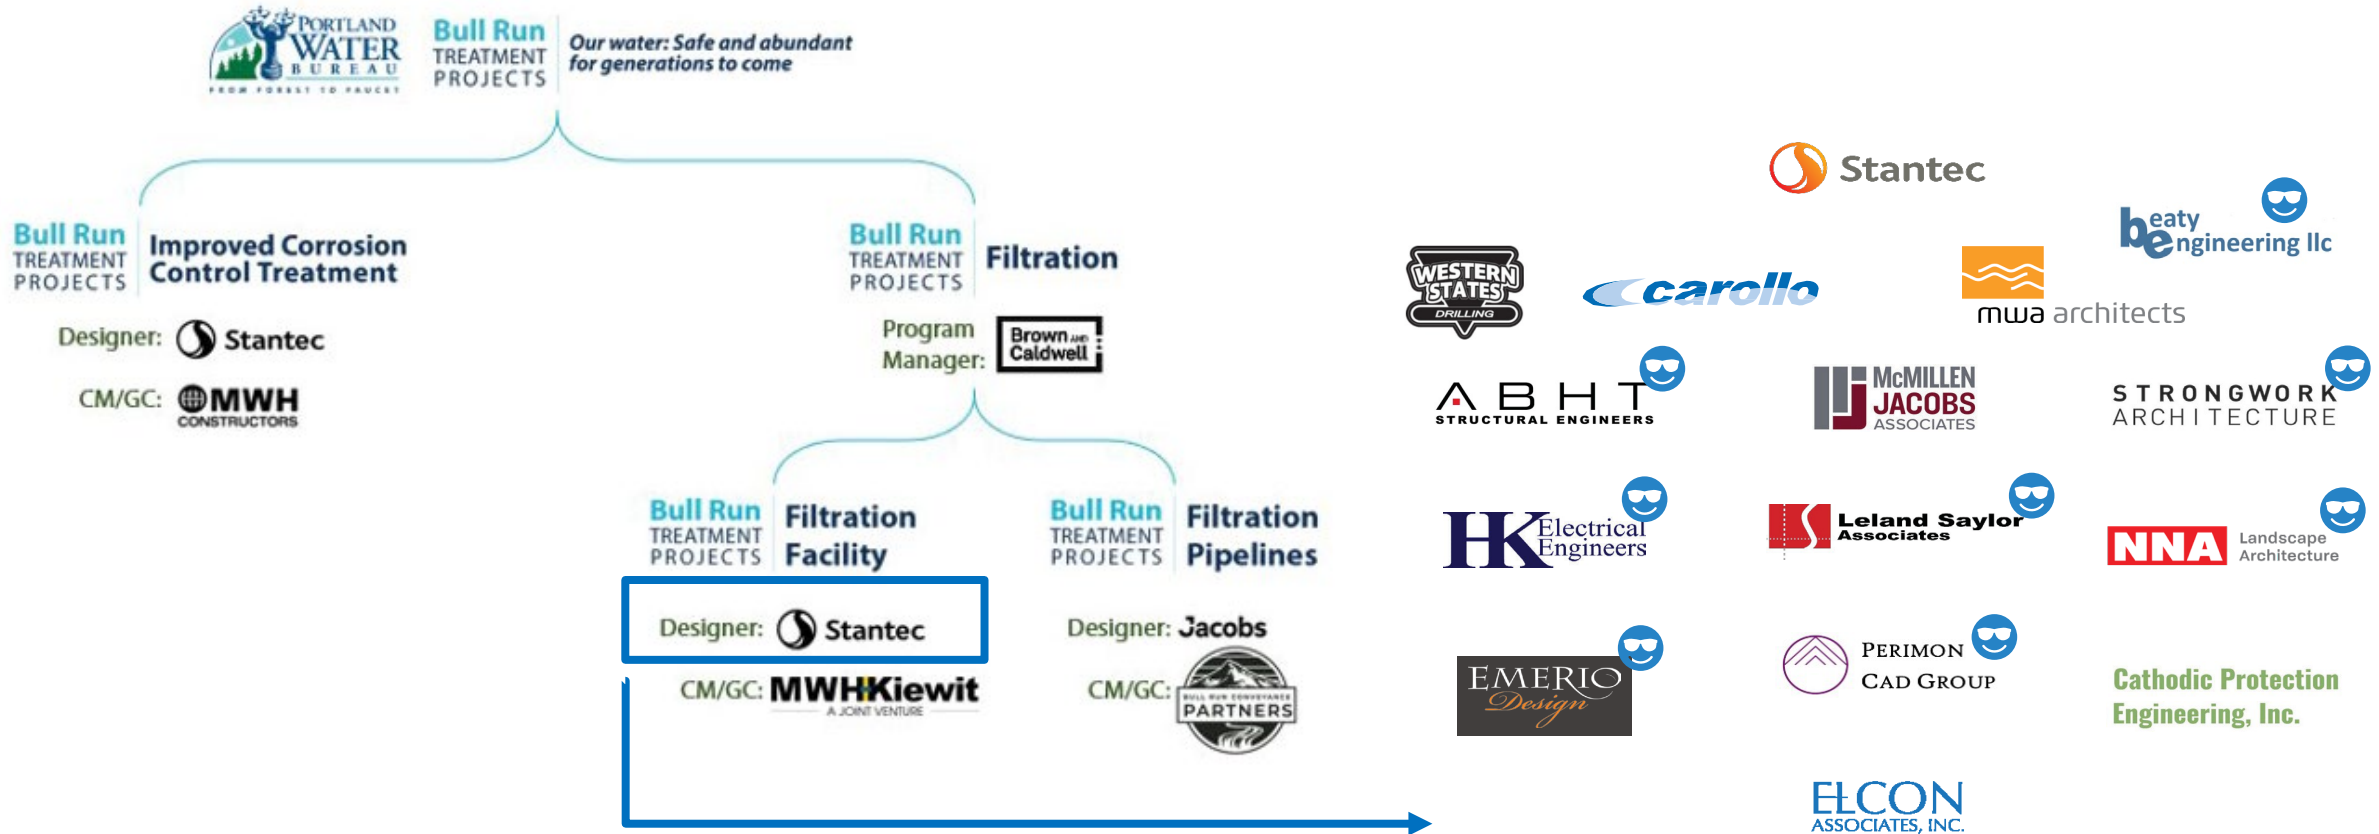 PORTLAND
WATER
BUREAU
FROM FOREST TO FAUCET
Bull Run
TREATMENT
PROJECTS
Our water: Safe and abundant
for generations to come
Bull Run
TREATMENT
PROJECTS
Improved Corrosion
Control Treatment
Designer: Stantec
CM/GC: MWH
CONSTRUCTORS
Bull Run
TREATMENT
PROJECTS
Filtration
Program
Manager:
Brown AND
Caldwell
Bull Run
TREATMENT
PROJECTS
Filtration
Facility
Designer: Stantec
CM/GC: MWH Kiewit
A JOINT VENTURE
Bull Run
TREATMENT
PROJECTS
Filtration
Pipelines
Designer: Jacobs
CM/GC:
BULL RUN CONVEYANCE
PARTNERS
Stantec
beaty
engineering llc
WESTERN
STATES
DRILLING
carollo
mwa architects
ABHT
STRUCTURAL ENGINEERS
McMILLEN
JACOBS
ASSOCIATES
STRONGWORK
ARCHITECTURE
HK Electrical
Engineers
Leland Saylor
Associates
NNA Landscape
Architecture
EMERIO
Design
PERIMON
CAD GROUP
Cathodic Protection
Engineering, Inc.
ELCON
ASSOCIATES, INC.